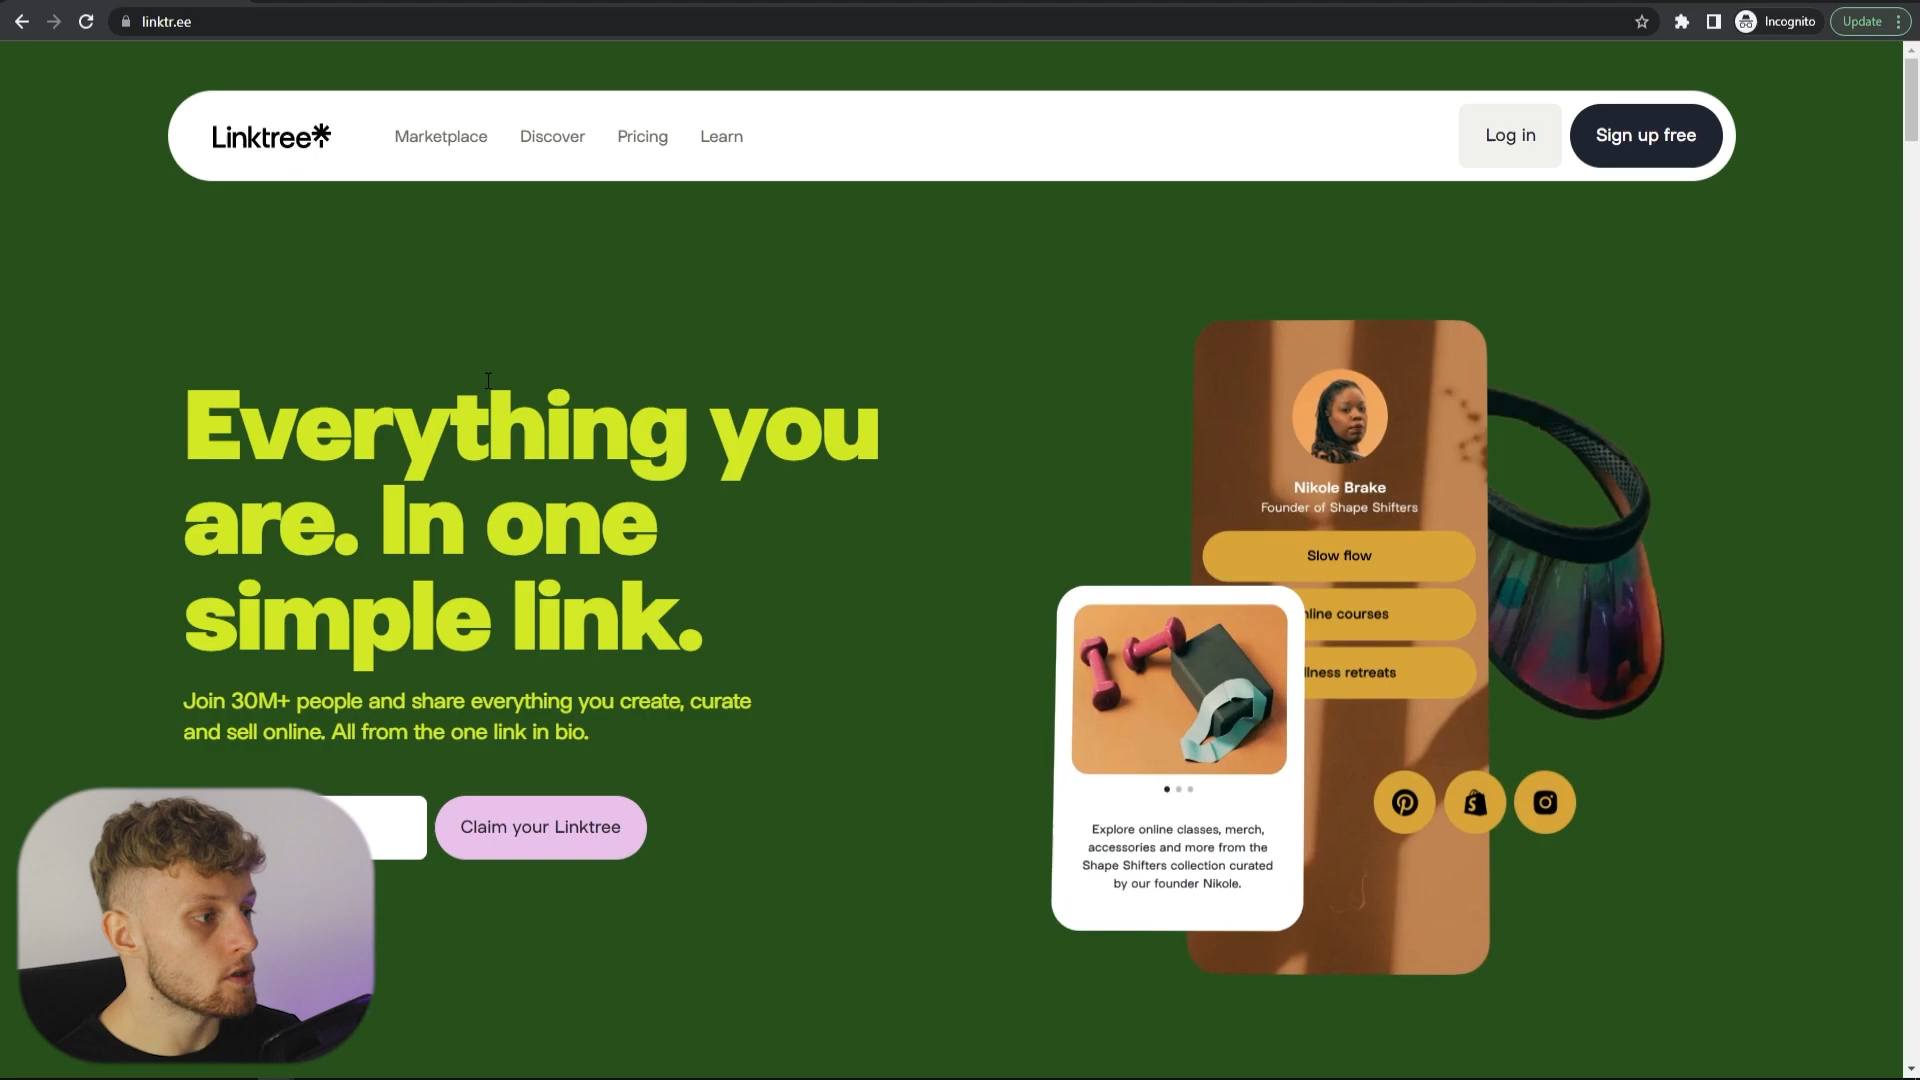 linktr.ee
Incognito
Update
Linktree
Marketplace
Discover
Pricing
Learn
Log in
Sign up free
Everything you
are. In one
simple link.
Join 30M+ people and share everything you create, curate
and sell online. All from the one link in bio.
Claim your Linktree
Nikole Brake
Founder of Shape Shifters
Slow flow
courses
retreats
Explore online classes, merch,
accessories and more from the
Shape Shifters collection curated
by our founder Nikole.